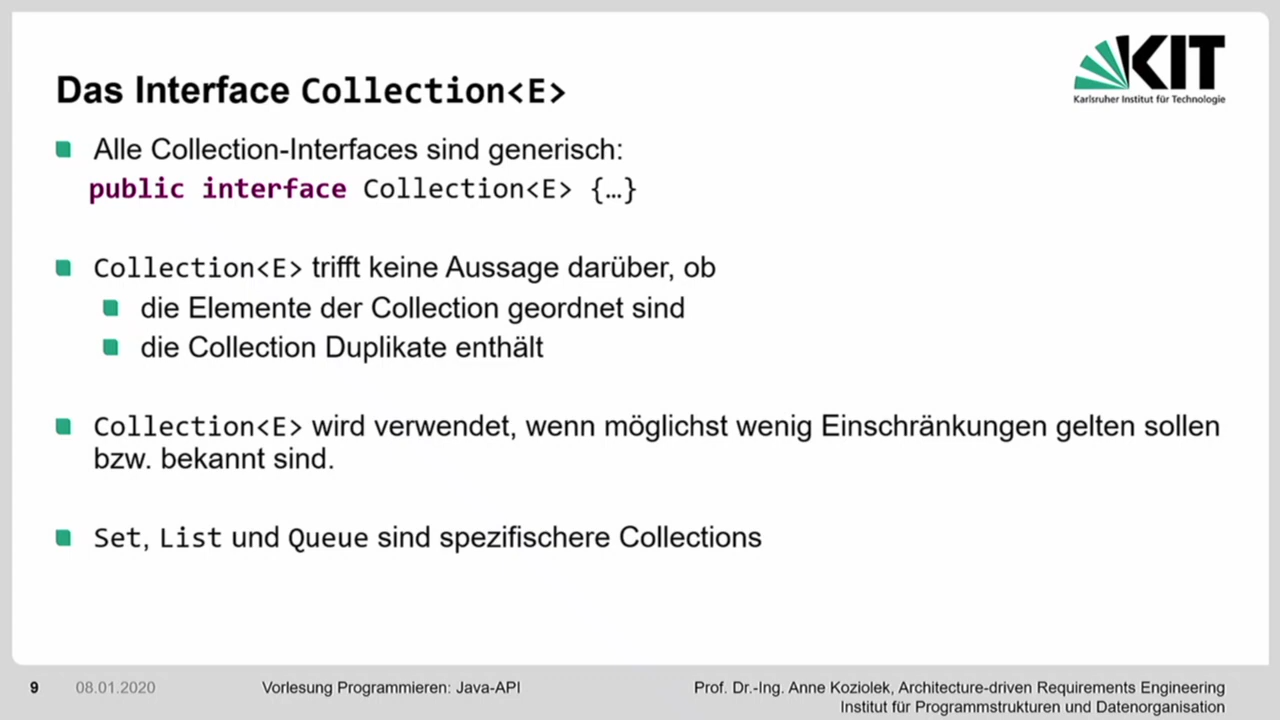 KIT
Karlsruher Institut für Technologie
Das Interface Collection<E>
Alle Collection-Interfaces sind generisch:
public interface Collection<E> {…}
Collection<E> trifft keine Aussage darüber, ob
die Elemente der Collection geordnet sind
die Collection Duplikate enthält
Collection<E> wird verwendet, wenn möglichst wenig Einschränkungen gelten sollen
bzw. bekannt sind.
Set, List und Queue sind spezifischere Collections
9 08.01.2020 Vorlesung Programmieren: Java-API Prof. Dr.-Ing. Anne Koziolek, Architecture-driven Requirements Engineering
Institut für Programmstrukturen und Datenorganisation